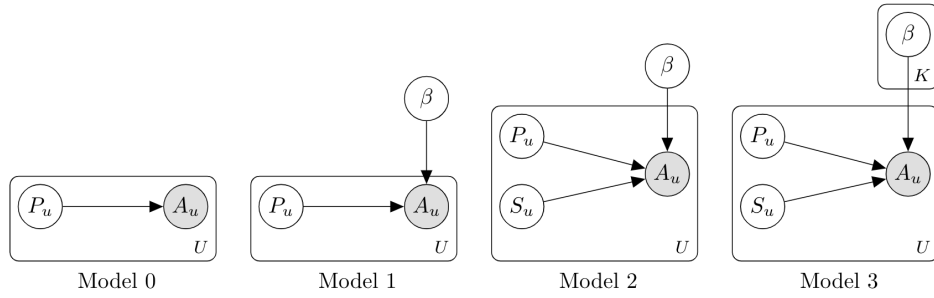 P_u A_u U
Model 0
β
P_u A_u U
Model 1
β
P_u
S_u
A_u
U
Model 2
β
K
P_u
S_u
A_u
U
Model 3